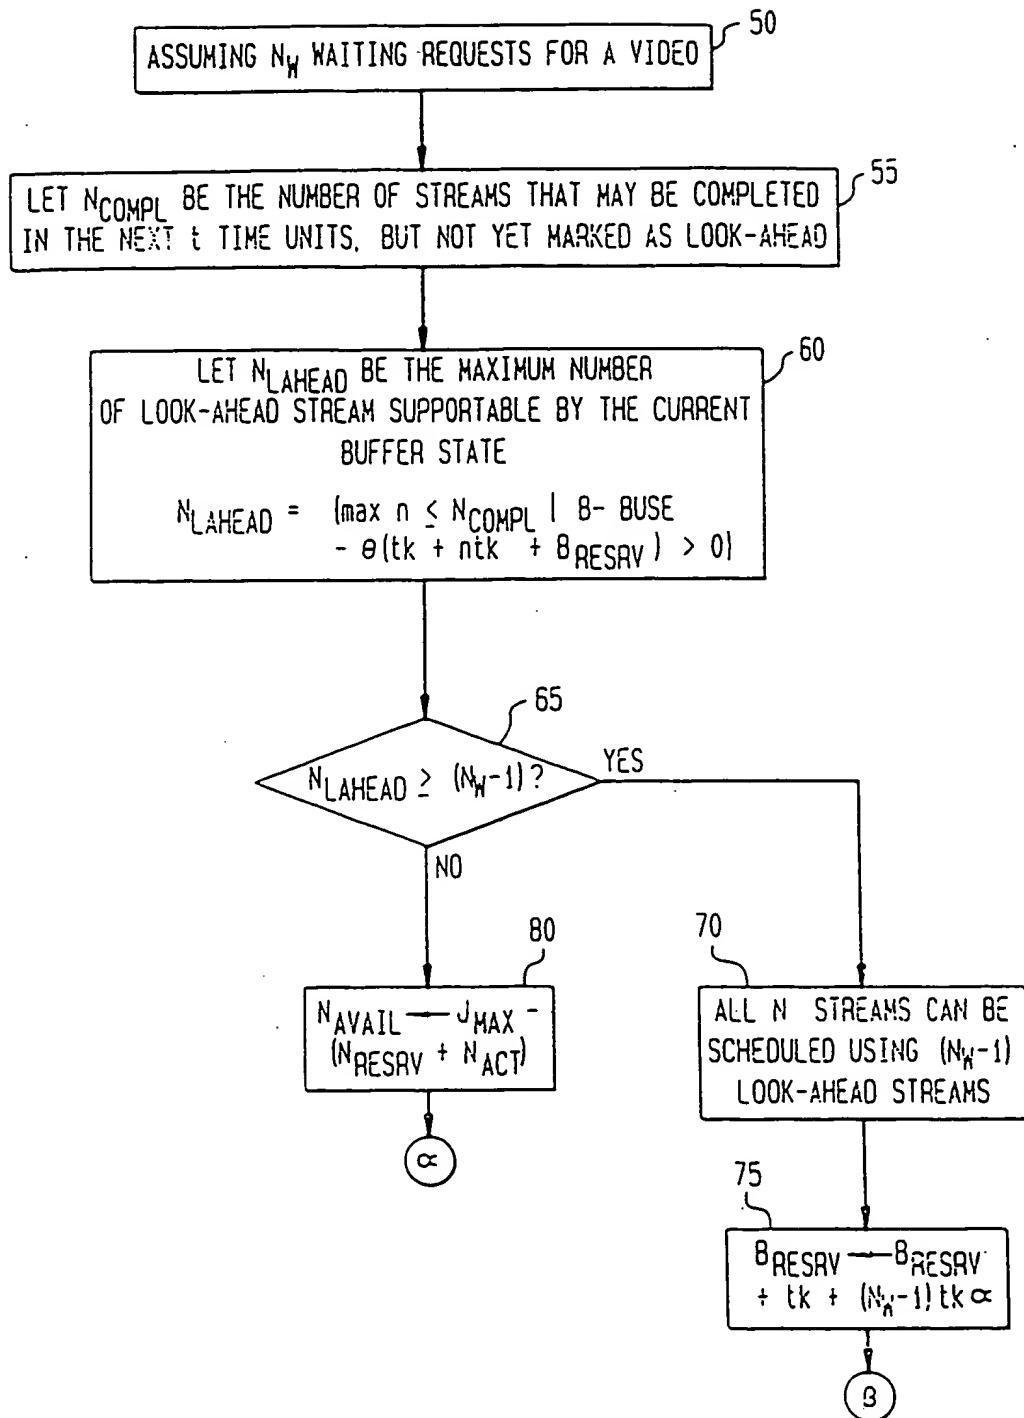 50
ASSUMING N_W WAITING REQUESTS FOR A VIDEO
55
LET N_COMPL BE THE NUMBER OF STREAMS THAT MAY BE COMPLETED
IN THE NEXT t TIME UNITS, BUT NOT YET MARKED AS LOOK-AHEAD
60
LET N_LAHEAD BE THE MAXIMUM NUMBER
OF LOOK-AHEAD STREAM SUPPORTABLE BY THE CURRENT
BUFFER STATE
N_LAHEAD = (max n ≤ N_COMPL | B- BUSE
- θ(tk + ntk + B_RESRV) > 0)
65
N_LAHEAD ≥ (N_W-1)?
YES
NO
80
N_AVAIL ← J_MAX -
(N_RESRV + N_ACT)
∝
70
ALL N STREAMS CAN BE
SCHEDULED USING (N_W-1)
LOOK-AHEAD STREAMS
75
B_RESRV ← B_RESRV
+ tk + (N_W-1) tk ∝
β